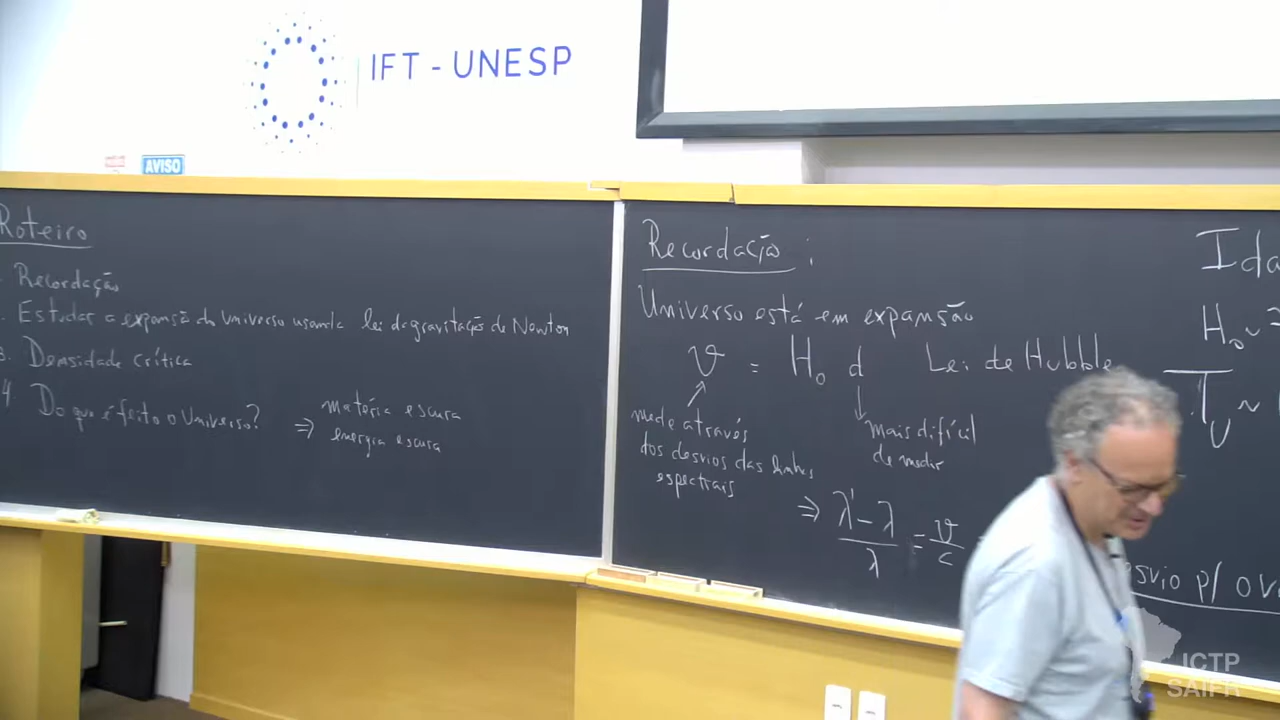 IFT - UNESP
AVISO
Roteiro
Recordação
Estudar a expansão do Universo usando lei da gravitação de Newton
3. Densidade crítica
4 Do que é feito o Universo? ⇒ matéria escura
energia escura
Recordação :
Universo está em expansão
v = H₀ d Lei de Hubble
mede através
dos desvios das linhas
espectrais
mais difícil
de medir
⇒ λ' - λ / λ = v / c
Ida
H₀ ~
T_U ~
svio p/ o v
ICTP
SAIFR